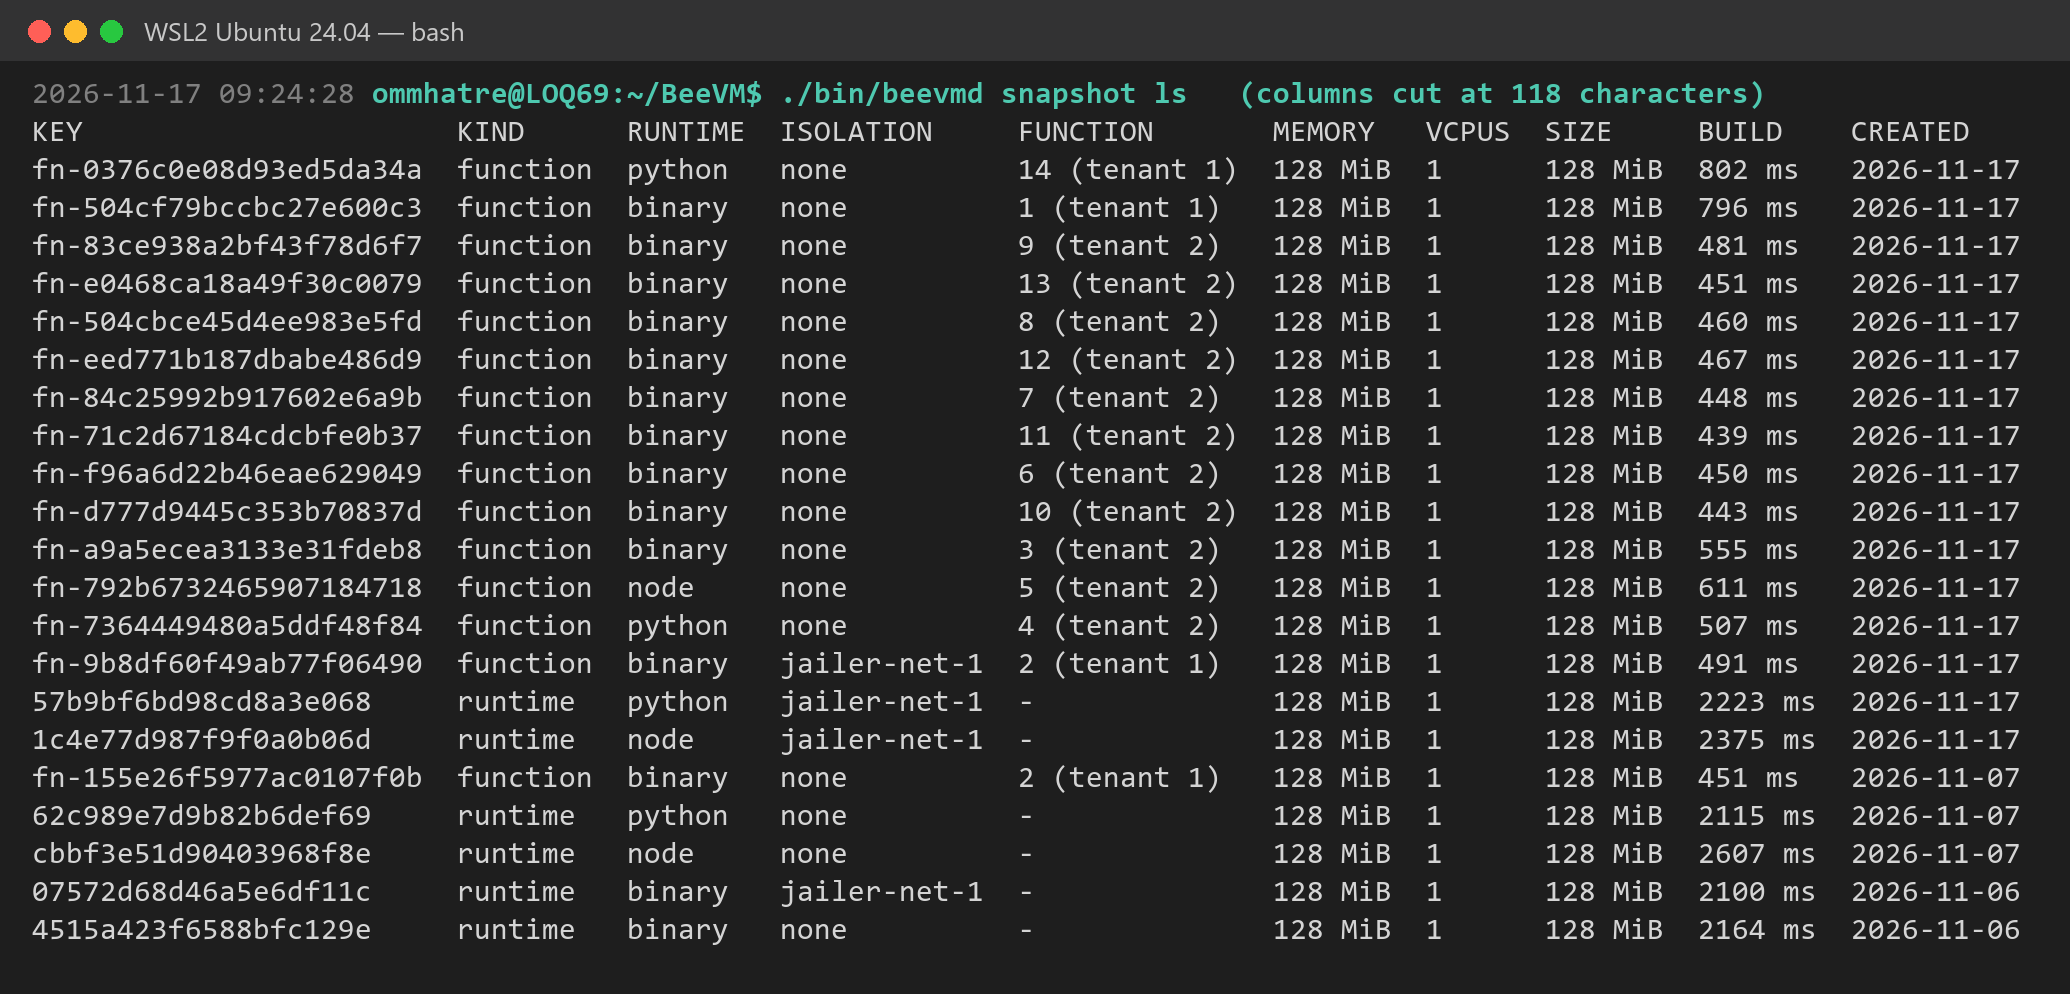 WSL2 Ubuntu 24.04 — bash
2026-11-17 09:24:28 ommhatre@LOQ69:~/BeeVM$ ./bin/beevmd snapshot ls   (columns cut at 118 characters)
KEY                      KIND      RUNTIME  ISOLATION     FUNCTION       MEMORY   VCPUS  SIZE     BUILD    CREATED
fn-0376c0e08d93ed5da34a  function  python   none          14 (tenant 1)  128 MiB  1      128 MiB  802 ms   2026-11-17
fn-504cf79bccbc27e600c3  function  binary   none          1 (tenant 1)   128 MiB  1      128 MiB  796 ms   2026-11-17
fn-83ce938a2bf43f78d6f7  function  binary   none          9 (tenant 2)   128 MiB  1      128 MiB  481 ms   2026-11-17
fn-e0468ca18a49f30c0079  function  binary   none          13 (tenant 2)  128 MiB  1      128 MiB  451 ms   2026-11-17
fn-504cbce45d4ee983e5fd  function  binary   none          8 (tenant 2)   128 MiB  1      128 MiB  460 ms   2026-11-17
fn-eed771b187dbabe486d9  function  binary   none          12 (tenant 2)  128 MiB  1      128 MiB  467 ms   2026-11-17
fn-84c25992b917602e6a9b  function  binary   none          7 (tenant 2)   128 MiB  1      128 MiB  448 ms   2026-11-17
fn-71c2d67184cdcbfe0b37  function  binary   none          11 (tenant 2)  128 MiB  1      128 MiB  439 ms   2026-11-17
fn-f96a6d22b46eae629049  function  binary   none          6 (tenant 2)   128 MiB  1      128 MiB  450 ms   2026-11-17
fn-d777d9445c353b70837d  function  binary   none          10 (tenant 2)  128 MiB  1      128 MiB  443 ms   2026-11-17
fn-a9a5ecea3133e31fdeb8  function  binary   none          3 (tenant 2)   128 MiB  1      128 MiB  555 ms   2026-11-17
fn-792b6732465907184718  function  node     none          5 (tenant 2)   128 MiB  1      128 MiB  611 ms   2026-11-17
fn-7364449480a5ddf48f84  function  python   none          4 (tenant 2)   128 MiB  1      128 MiB  507 ms   2026-11-17
fn-9b8df60f49ab77f06490  function  binary   jailer-net-1  2 (tenant 1)   128 MiB  1      128 MiB  491 ms   2026-11-17
57b9bf6bd98cd8a3e068     runtime   python   jailer-net-1  -              128 MiB  1      128 MiB  2223 ms  2026-11-17
1c4e77d987f9f0a0b06d     runtime   node     jailer-net-1  -              128 MiB  1      128 MiB  2375 ms  2026-11-17
fn-155e26f5977ac0107f0b  function  binary   none          2 (tenant 1)   128 MiB  1      128 MiB  451 ms   2026-11-07
62c989e7d9b82b6def69     runtime   python   none          -              128 MiB  1      128 MiB  2115 ms  2026-11-07
cbbf3e51d90403968f8e     runtime   node     none          -              128 MiB  1      128 MiB  2607 ms  2026-11-07
07572d68d46a5e6df11c     runtime   binary   jailer-net-1  -              128 MiB  1      128 MiB  2100 ms  2026-11-06
4515a423f6588bfc129e     runtime   binary   none          -              128 MiB  1      128 MiB  2164 ms  2026-11-06